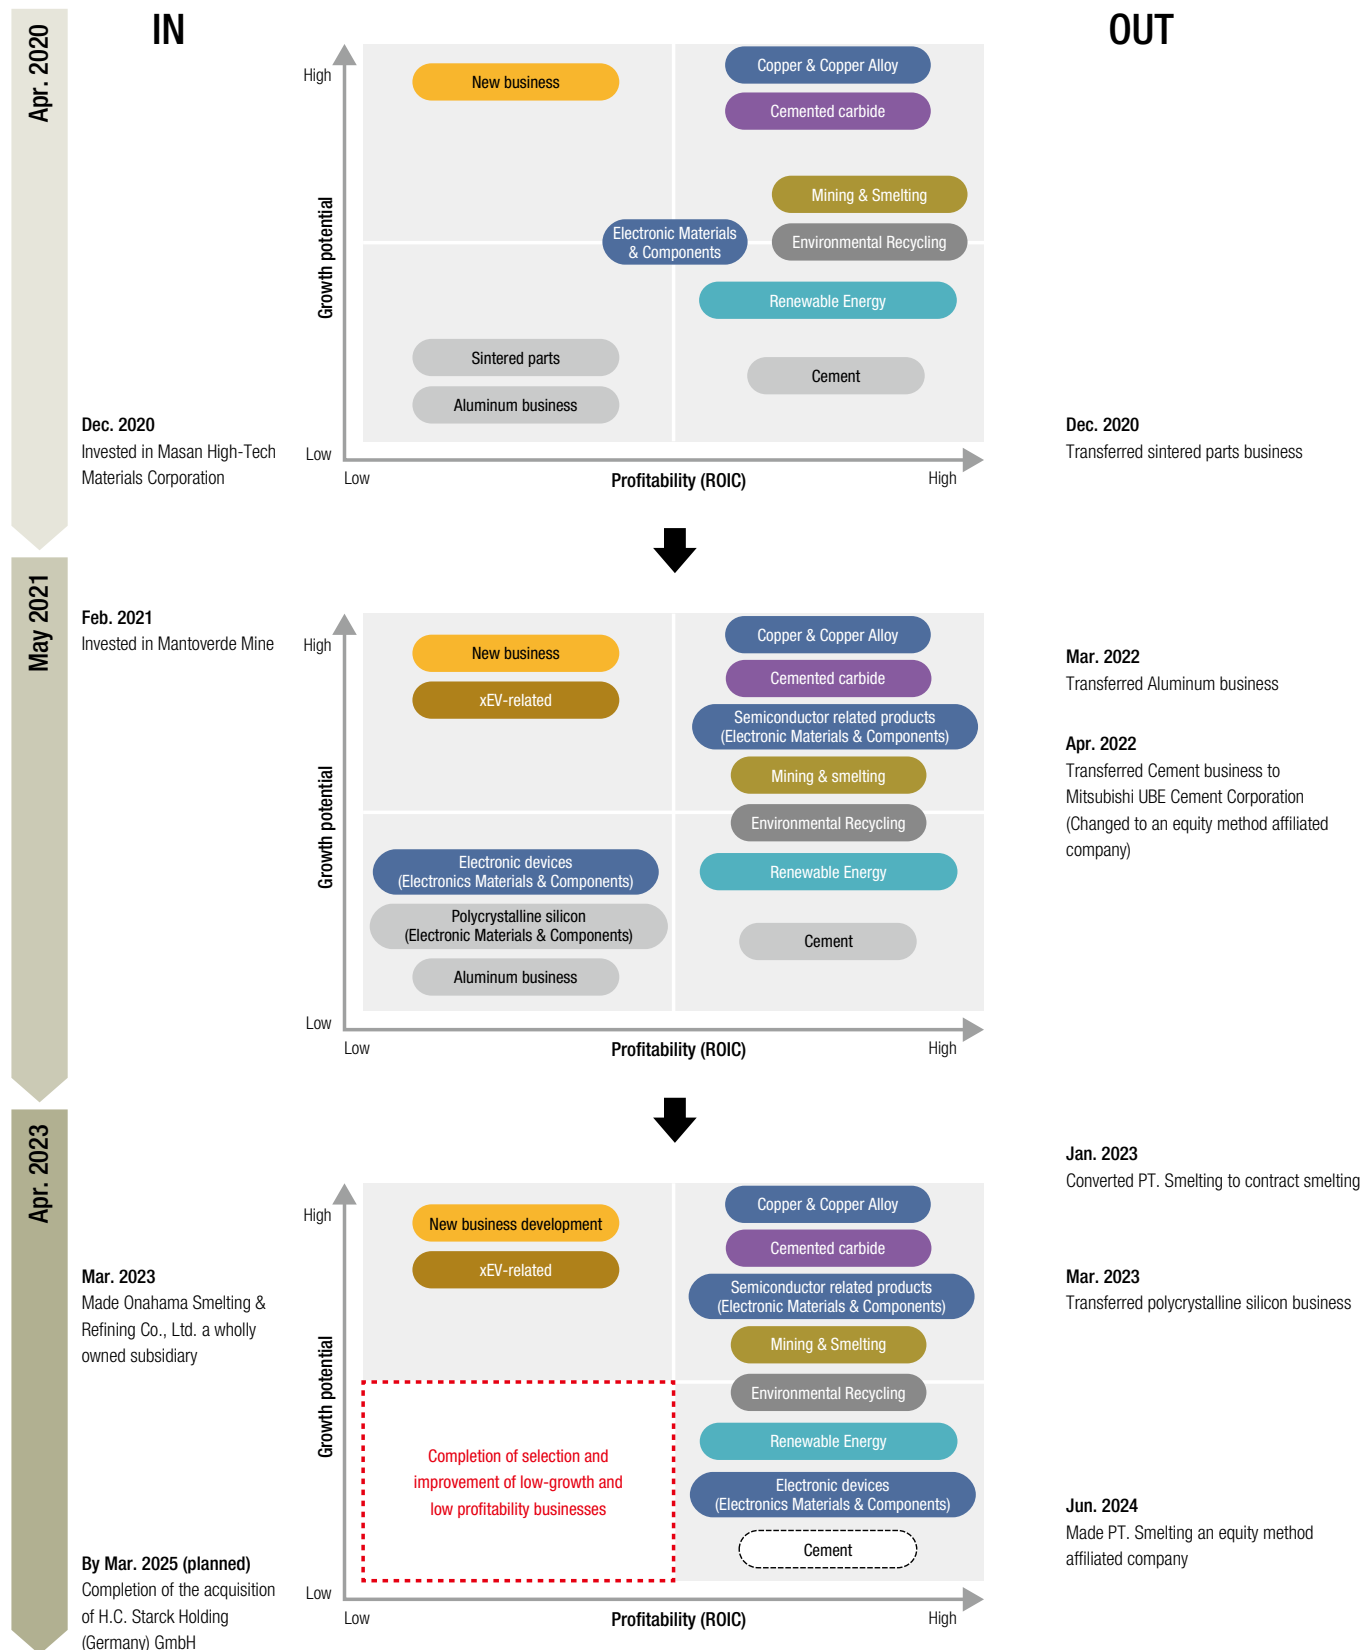 IN
OUT
Apr. 2020
High
Growth potential
Low
New business
Copper & Copper Alloy
Cemented carbide
Mining & Smelting
Electronic Materials
& Components
Environmental Recycling
Renewable Energy
Sintered parts
Cement
Aluminum business
Low
Profitability (ROIC)
High
Dec. 2020
Invested in Masan High-Tech
Materials Corporation
Dec. 2020
Transferred sintered parts business
May 2021
Feb. 2021
Invested in Mantoverde Mine
High
Growth potential
Low
New business
xEV-related
Copper & Copper Alloy
Cemented carbide
Semiconductor related products
(Electronic Materials & Components)
Mining & smelting
Environmental Recycling
Electronic devices
(Electronics Materials & Components)
Renewable Energy
Polycrystalline silicon
(Electronic Materials & Components)
Cement
Aluminum business
Low
Profitability (ROIC)
High
Mar. 2022
Transferred Aluminum business
Apr. 2022
Transferred Cement business to
Mitsubishi UBE Cement Corporation
(Changed to an equity method affiliated
company)
Apr. 2023
Mar. 2023
Made Onahama Smelting &
Refining Co., Ltd. a wholly
owned subsidiary
By Mar. 2025 (planned)
Completion of the acquisition
of H.C. Starck Holding
(Germany) GmbH
High
Growth potential
Low
New business development
xEV-related
Copper & Copper Alloy
Cemented carbide
Semiconductor related products
(Electronic Materials & Components)
Mining & Smelting
Environmental Recycling
Renewable Energy
Completion of selection and
improvement of low-growth and
low profitability businesses
Electronic devices
(Electronics Materials & Components)
Cement
Low
Profitability (ROIC)
High
Jan. 2023
Converted PT. Smelting to contract smelting
Mar. 2023
Transferred polycrystalline silicon business
Jun. 2024
Made PT. Smelting an equity method
affiliated company